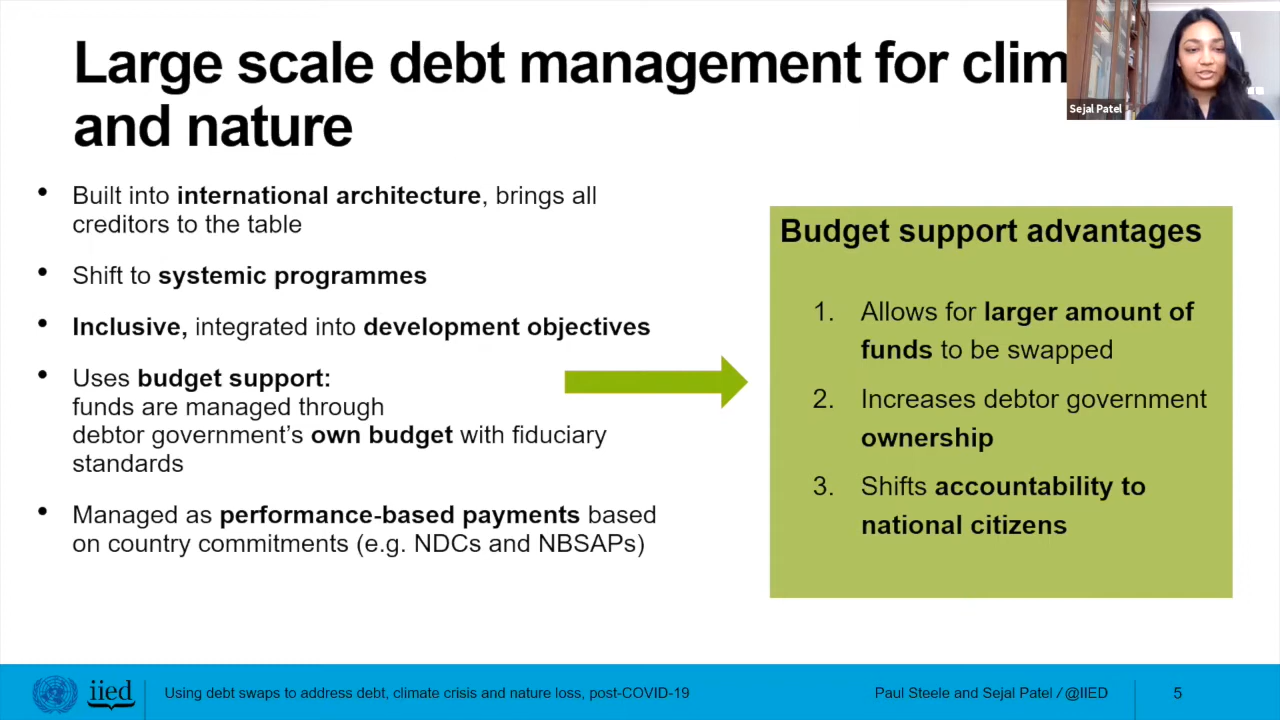 Large scale debt management for clim
and nature
Sejal Patel
• Built into international architecture, brings all
creditors to the table
• Shift to systemic programmes
• Inclusive, integrated into development objectives
• Uses budget support:
funds are managed through
debtor government's own budget with fiduciary
standards
• Managed as performance-based payments based
on country commitments (e.g. NDCs and NBSAPs)
Budget support advantages
1. Allows for larger amount of
funds to be swapped
2. Increases debtor government
ownership
3. Shifts accountability to
national citizens
iied
Using debt swaps to address debt, climate crisis and nature loss, post-COVID-19
Paul Steele and Sejal Patel / @IIED
5